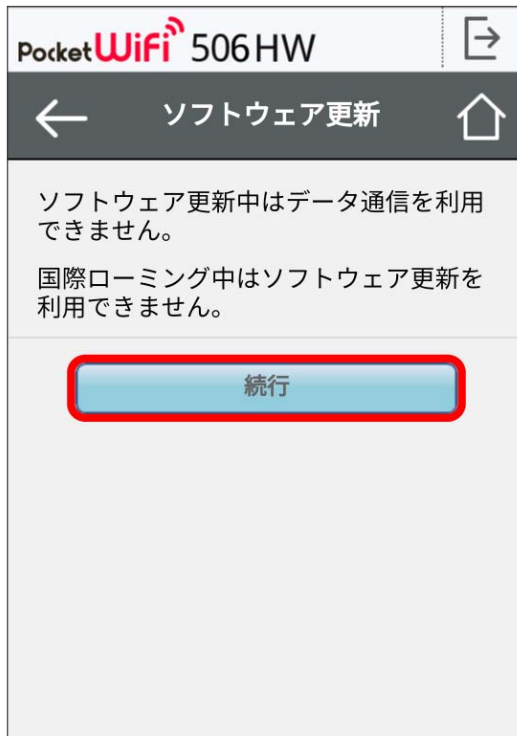 Pocket WiFi 506HW
ソフトウェア更新
ソフトウェア更新中はデータ通信を利用
できません。
国際ローミング中はソフトウェア更新を
利用できません。
続行